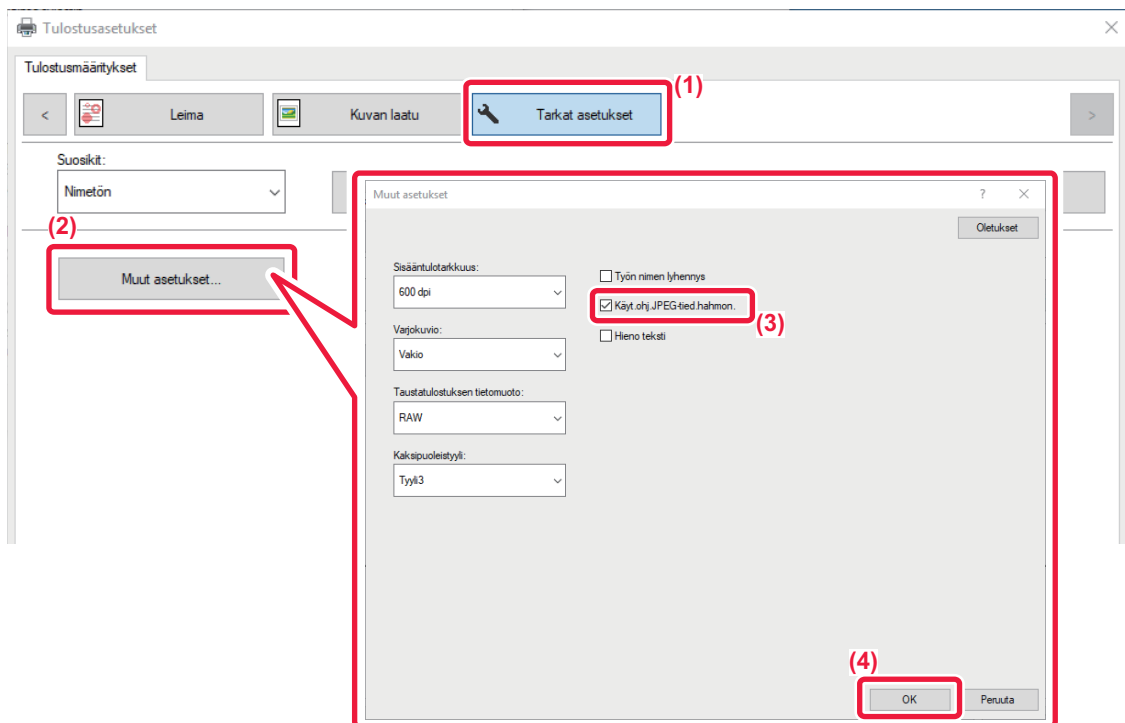 Tulostusasetukset
Tulostusmääritykset
(1)
<
Leima
Kuvan laatu
Tarkat asetukset
>
Suosikit:
Nimetön
(2)
Muut asetukset...
Muut asetukset
?
Oletukset
Sisääntulotarkkuus:
600 dpi
Varjokuvio:
Vakio
Taustatulostuksen tietomuoto:
RAW
Kaksipuoleistyyli:
Tyyli3
Työn nimen lyhennys
Käyt.ohj.JPEG-tied.hahmon.
(3)
Hieno teksti
(4)
OK
Peruuta